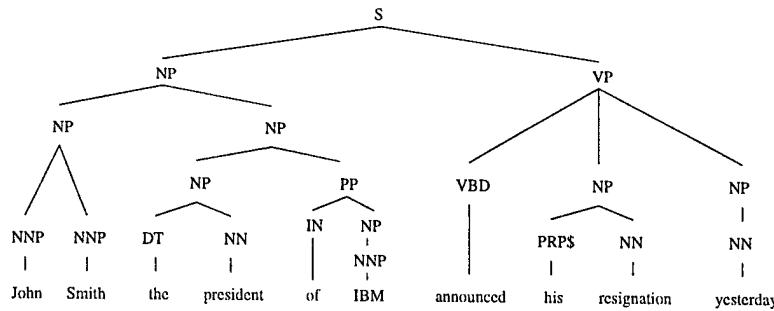 S
NP VP
NP NP
NP PP VBD NP NP
NNP NNP DT NN IN NP PRP$ NN NN
NNP
John Smith the president of IBM announced his resignation yesterday